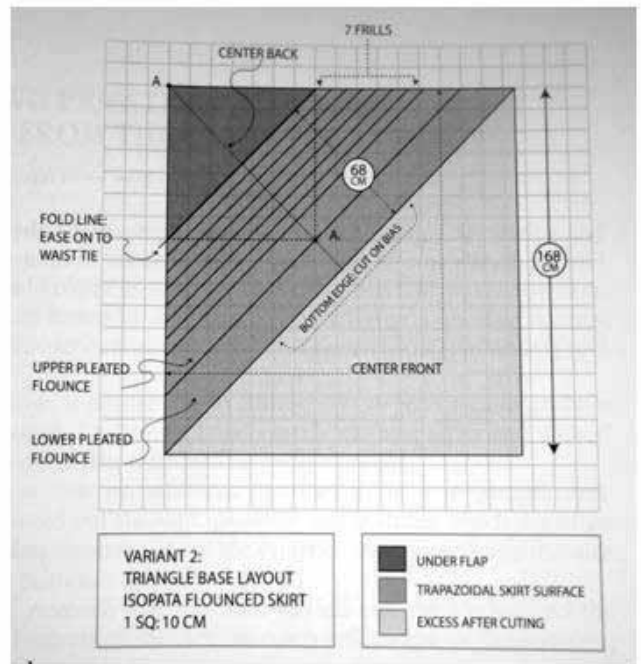 7 FRILLS
CENTER BACK
A
68
CM
FOLD LINE:
EASE ON TO
WAIST TIE
A
168
CM
BOTTOM EDGE: CUT ON BIAS
UPPER PLEATED
FLOUNCE
CENTER FRONT
LOWER PLEATED
FLOUNCE
VARIANT 2:
TRIANGLE BASE LAYOUT
ISOPATA FLOUNCED SKIRT
1 SQ: 10 CM
UNDER FLAP
TRAPAZOIDAL SKIRT SURFACE
EXCESS AFTER CUTING